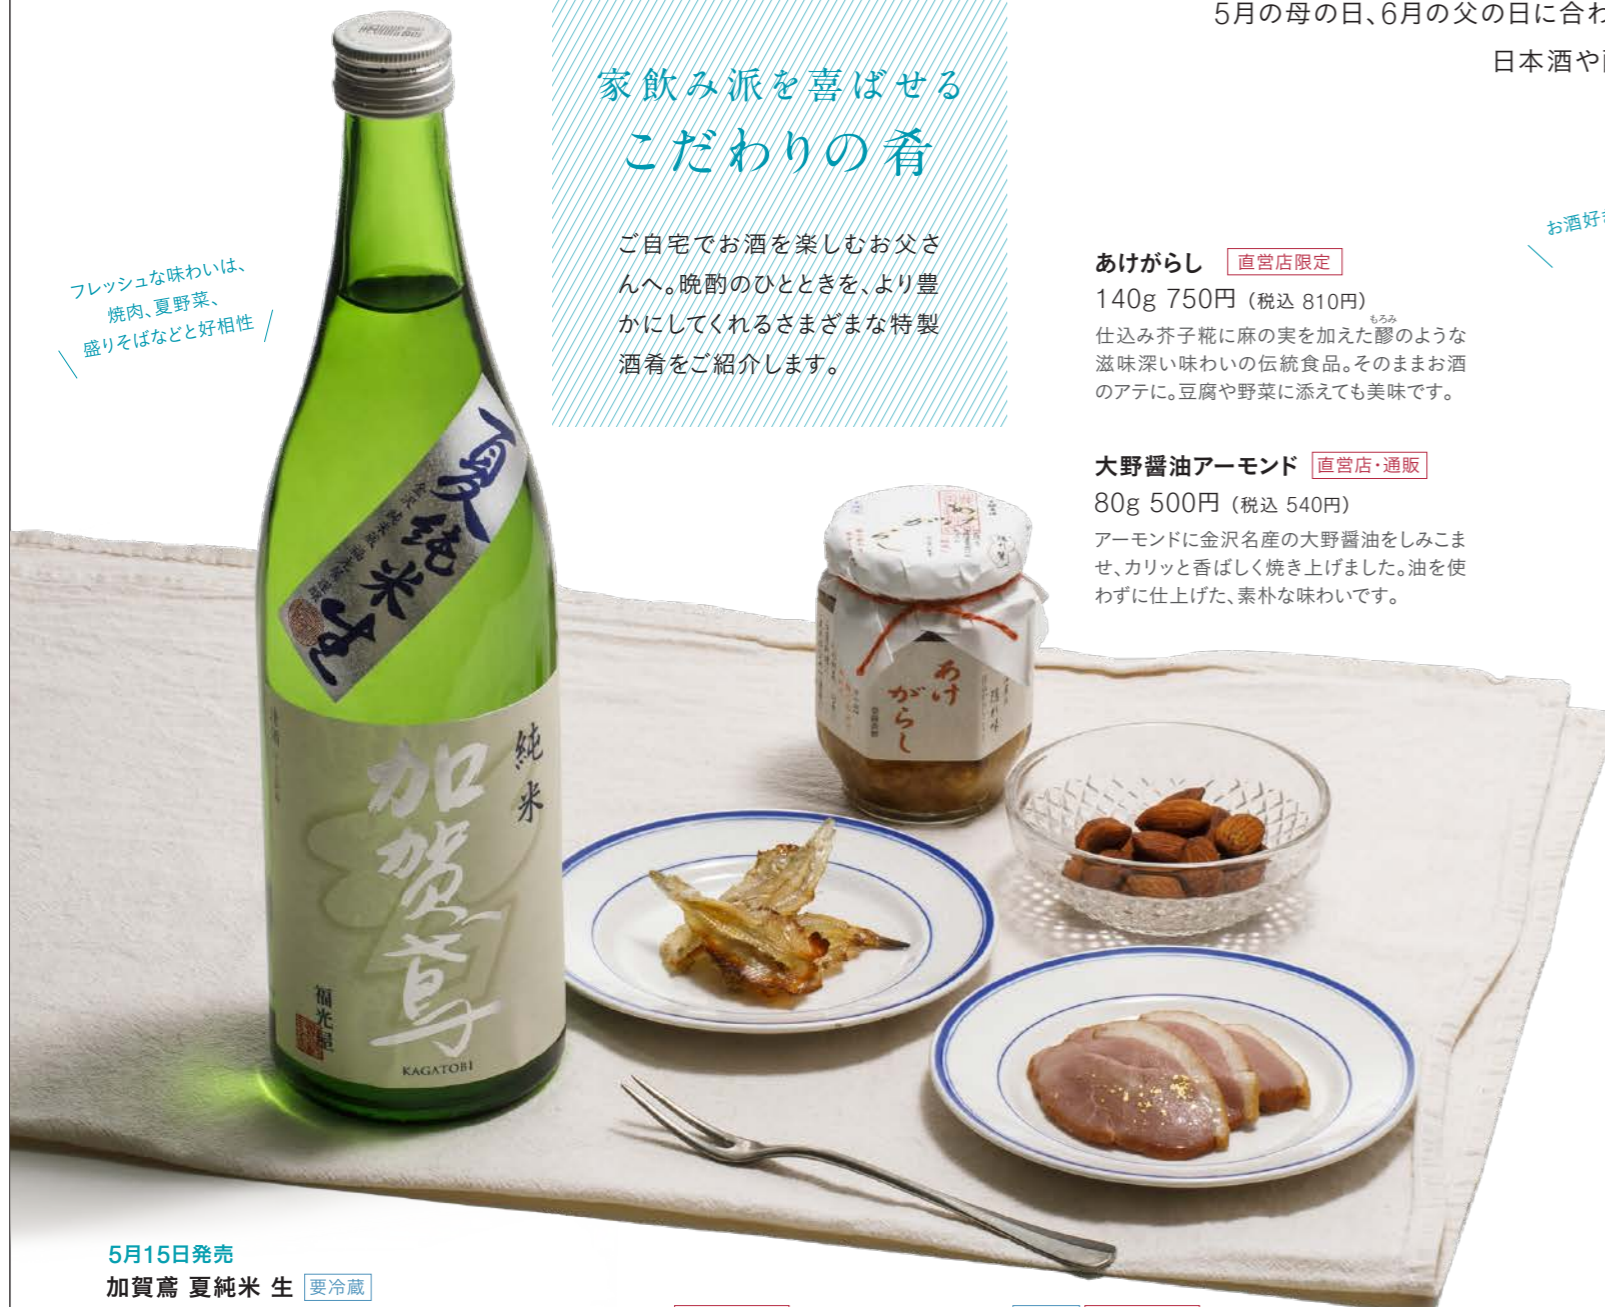 5月の母の日、6月の父の日に合わ
日本酒や
家飲み派を喜ばせる
こだわりの肴
ご自宅でお酒を楽しむお父さ
んへ。晩酌のひとときを、より豊
かにしてくれるさまざまな特製
酒肴をご紹介します。
フレッシュな味わいは、
焼肉、夏野菜、
盛りそばなどと好相性
お酒好き
あけがらし 直営店限定
140g 750円 (税込 810円)
もろみ
仕込み芥子糀に麻の実を加えた醪のような
滋味深い味わいの伝統食品。そのままお酒
のアテに。豆腐や野菜に添えても美味です。
大野醤油アーモンド 直営店・通販
80g 500円 (税込 540円)
アーモンドに金沢名産の大野醤油をしみこま
せ、カリッと香ばしく焼き上げました。油を使
わずに仕上げた、素朴な味わいです。
夏純米生
純米
加賀鳶
福光屋
KAGATOBI
あけ
がらし
5月15日発売
加賀鳶 夏純米 生 要冷蔵